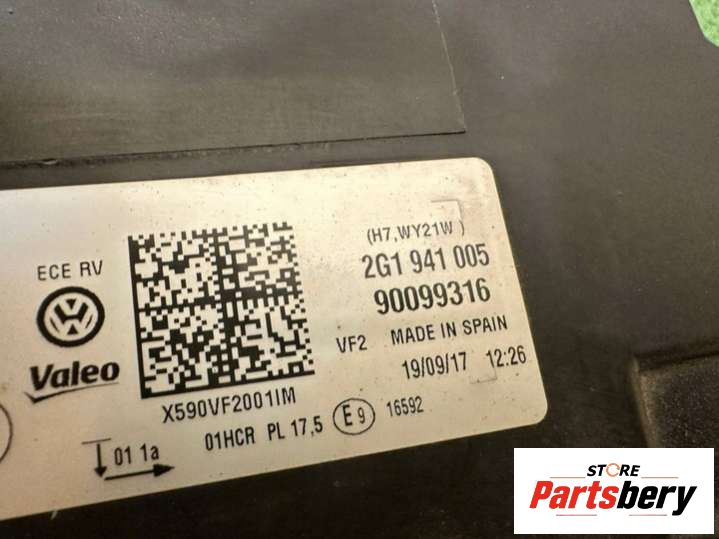 (H7,WY21W )
ECE RV
2G1 941 005
90099316
Valeo
VF2 MADE IN SPAIN
19/09/17 12:26
X590VF2001IM
01HCR PL 17,5 E9 16592
01 1a
STORE
Partsbery